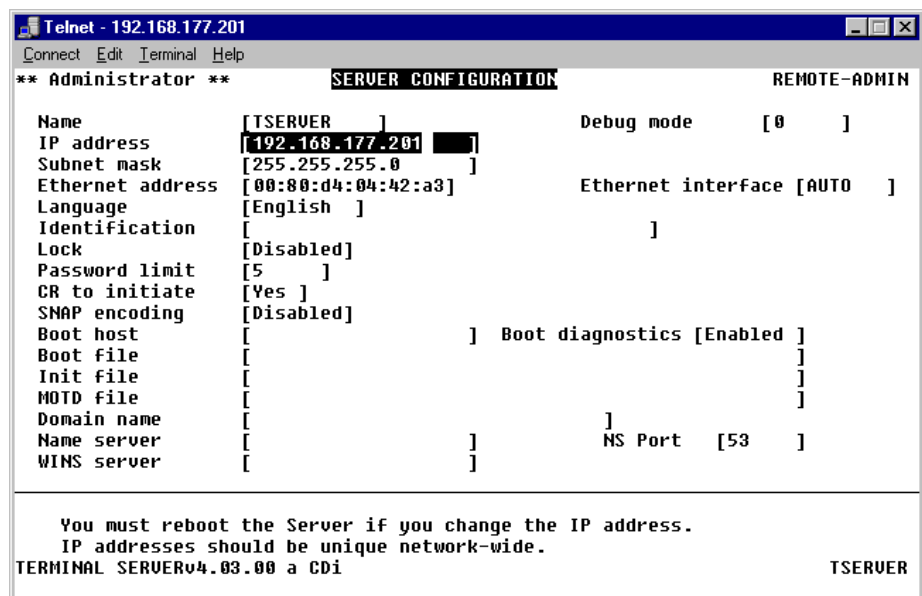 Telnet - 192.168.177.201
Connect Edit Terminal Help
** Administrator ** SERVER CONFIGURATION REMOTE-ADMIN
Name [TSERVER ] Debug mode [0 ]
IP address [192.168.177.201 ]
Subnet mask [255.255.255.0 ]
Ethernet address [00:80:d4:04:42:a3] Ethernet interface [AUTO ]
Language [English ]
Identification [ ]
Lock [Disabled]
Password limit [5 ]
CR to initiate [Yes ]
SNAP encoding [Disabled]
Boot host [ ] Boot diagnostics [Enabled ]
Boot file [ ]
Init file [ ]
MOTD file [ ]
Domain name [ ]
Name server [ ] NS Port [53 ]
WINS server [ ]
You must reboot the Server if you change the IP address.
IP addresses should be unique network-wide.
TERMINAL SERVERv4.03.00 a CDi TSERVER